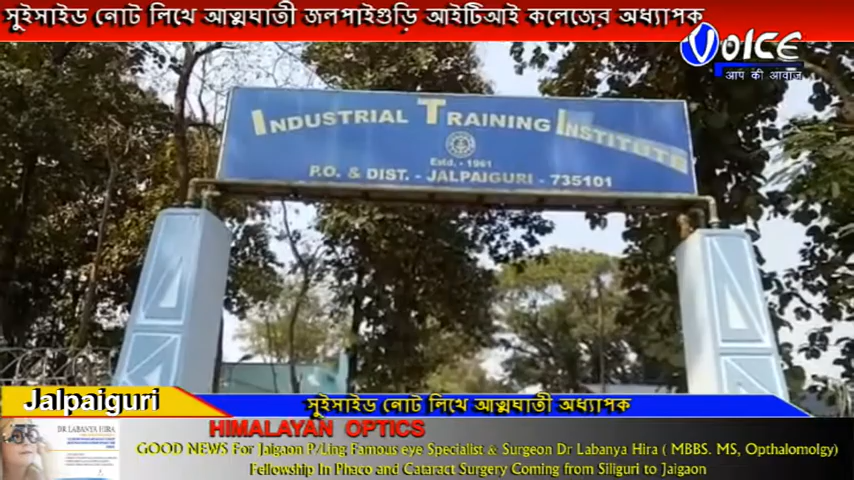 সুইসাইড নোট লিখে আত্মঘাতী জলপাইগুড়ি আইটিআই কলেজের অধ্যাপক
VOICE
आप की आवाज
INDUSTRIAL TRAINING INSTITUTE
Estd. - 1961
P.O. & DIST. - JALPAIGURI - 735101
Jalpaiguri
সুইসাইড নোট লিখে আত্মঘাতী অধ্যাপক
HIMALAYAN OPTICS
DR LABANYA HIRA
GOOD NEWS For Jaigaon P/Ling Famous eye Specialist & Surgeon Dr Labanya Hira ( MBBS. MS, Opthalomology)
Fellowship In Phaco and Cataract Surgery Coming from Siliguri to Jaigaon